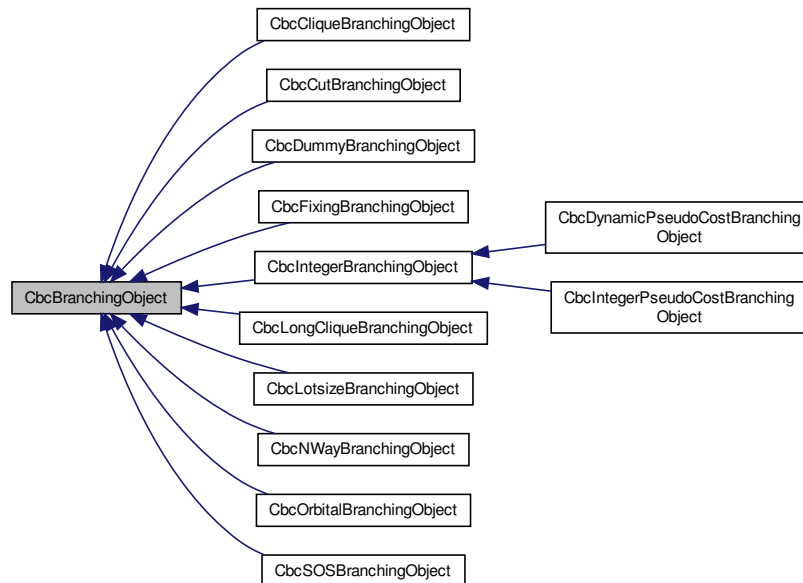 CbcCliqueBranchingObject
CbcCutBranchingObject
CbcDummyBranchingObject
CbcFixingBranchingObject
CbcDynamicPseudoCostBranching
Object
CbcIntegerBranchingObject
CbcBranchingObject
CbcIntegerPseudoCostBranching
Object
CbcLongCliqueBranchingObject
CbcLotsizeBranchingObject
CbcNWayBranchingObject
CbcOrbitalBranchingObject
CbcSOSBranchingObject